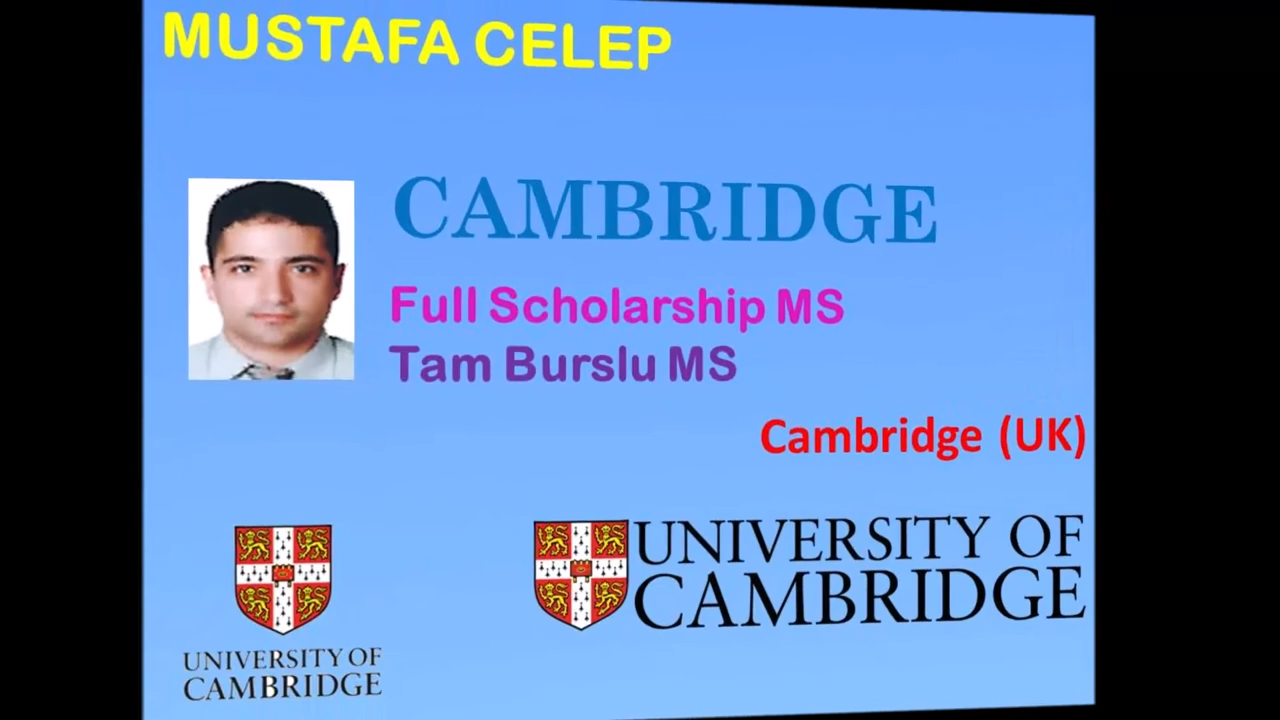 MUSTAFA CELEP
CAMBRIDGE
Full Scholarship MS
Tam Burslu MS
Cambridge (UK)
UNIVERSITY OF
CAMBRIDGE
UNIVERSITY OF
CAMBRIDGE